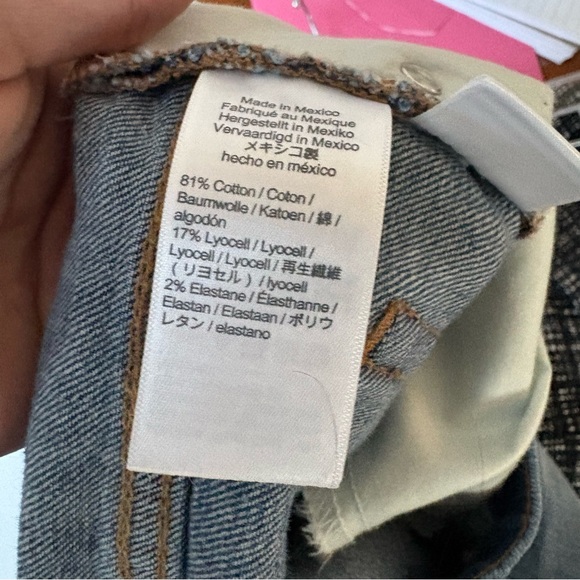 Made in Mexico
Fabriqué au Mexique
Hergestellt in Mexiko
Vervaardigd in Mexico
メキシコ製
hecho en méxico
81% Cotton / Coton /
Baumwolle / Katoen / 綿 /
algodón
17% Lyocell / Lyocell /
Lyocell / Lyocell / 再生繊維
(リヨセル) / lyocell
2% Elastane / Élasthanne /
Elastan / Elastaan / ポリウ
レタン / elastano